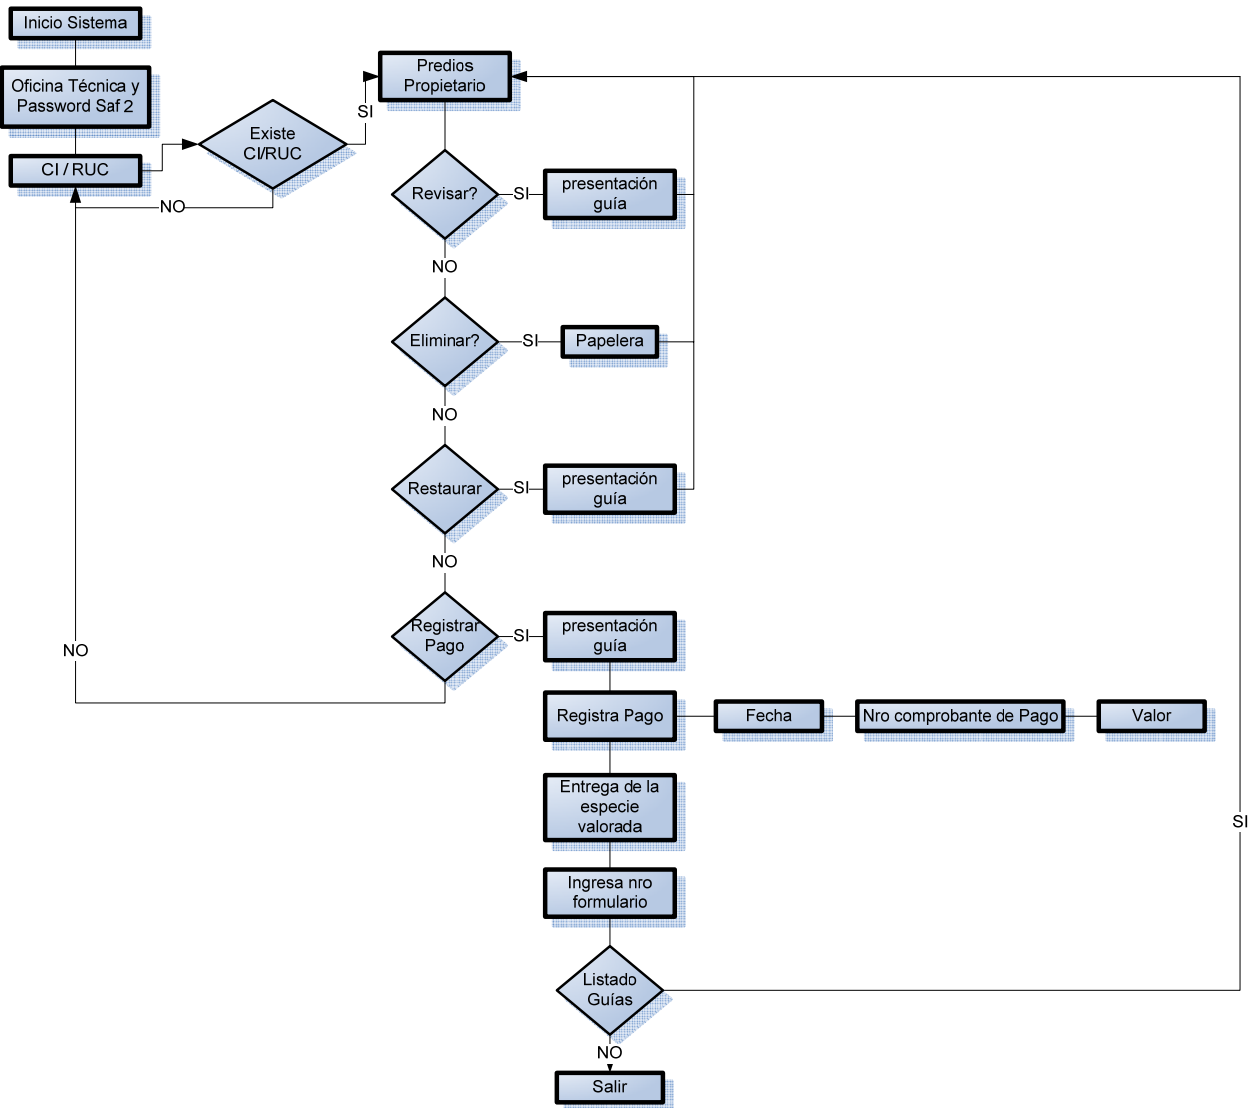 Inicio Sistema
Oficina Técnica y
Password Saf 2
CI / RUC
Existe
CI/RUC
NO
SI
Predios
Propietario
Revisar?
SI
presentación
guía
NO
Eliminar?
SI
Papelera
NO
Restaurar
SI
presentación
guía
NO
Registrar
Pago
SI
presentación
guía
NO
Registra Pago
Fecha
Nro comprobante de Pago
Valor
Entrega de la
especie
valorada
Ingresa nro
formulario
Listado
Guías
SI
NO
Salir